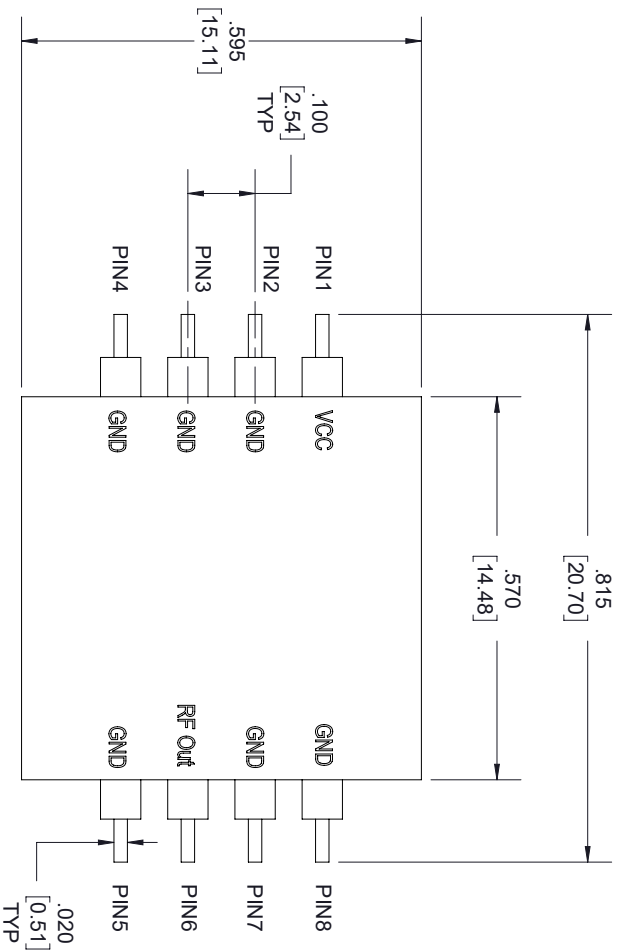 .595
[15.11]
.100
[2.54]
TYP
.815
[20.70]
.570
[14.48]
PIN1
PIN2
PIN3
PIN4
VCC
GND
GND
GND
GND
GND
RF Out
GND
PIN8
PIN7
PIN6
PIN5
.020
[0.51]
TYP